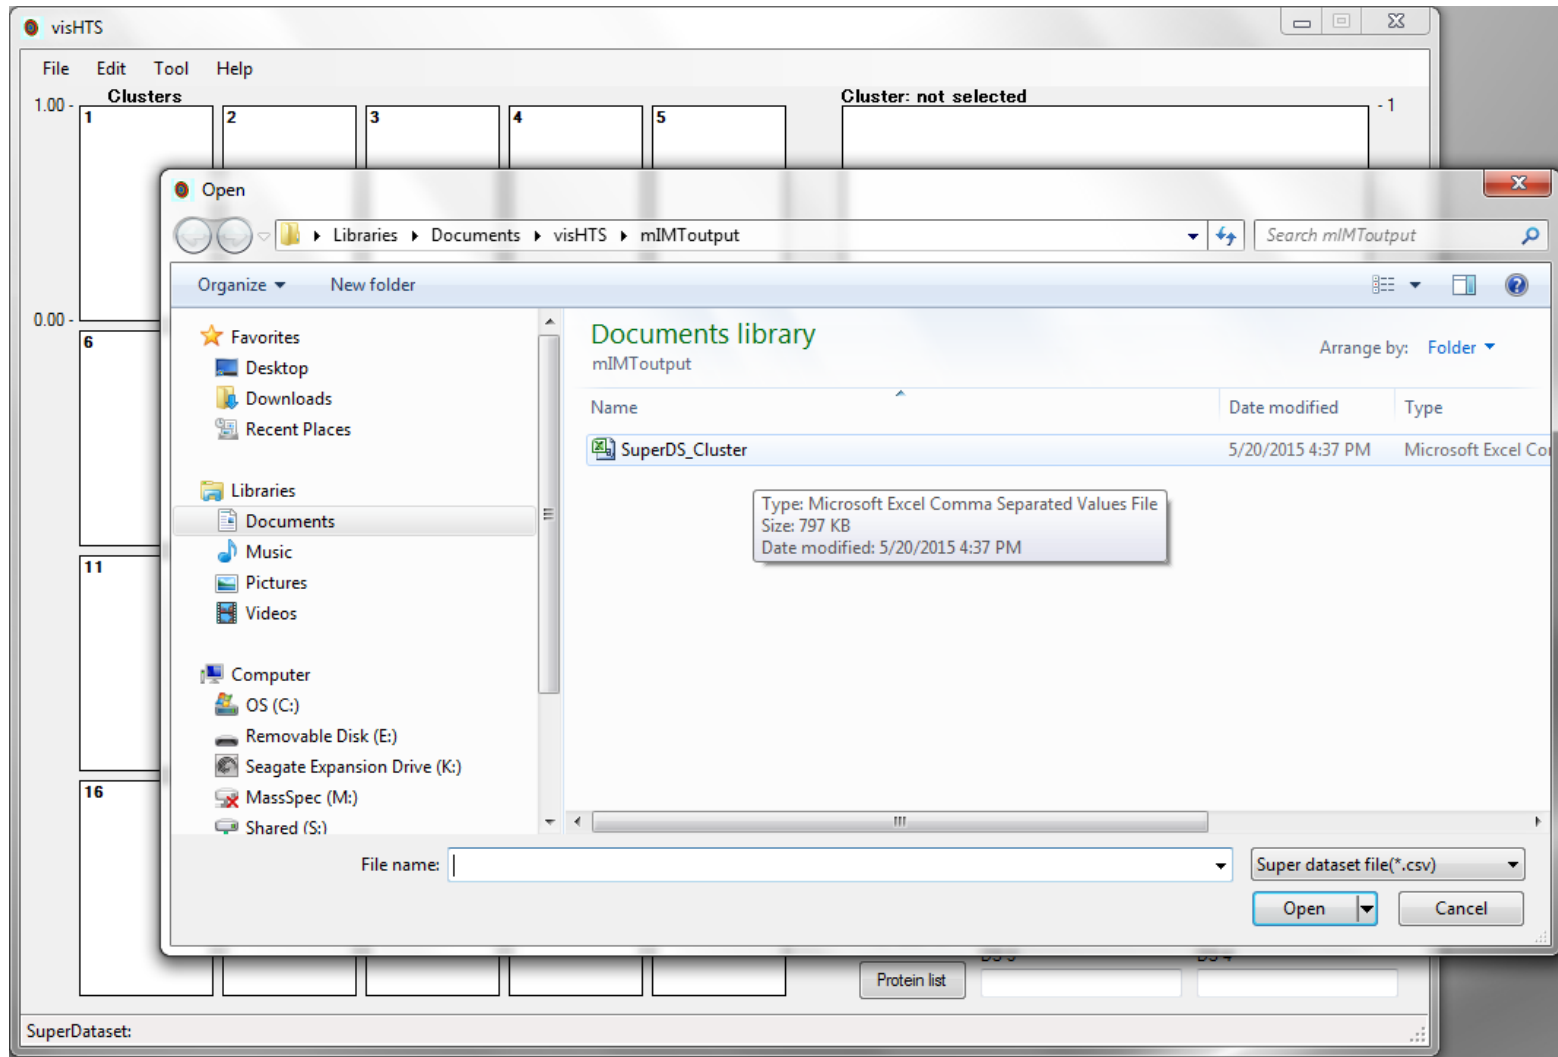 visHTS
File Edit Tool Help
Clusters
Cluster: not selected
1.00 -
- 1
1 2 3 4 5
Open
Libraries Documents visHTS mIMToutput
Search mIMToutput
Organize New folder
0.00 -
6
Favorites
Desktop
Downloads
Recent Places
Libraries
Documents
Music
Pictures
Videos
Computer
OS (C:)
Removable Disk (E:)
Seagate Expansion Drive (K:)
MassSpec (M:)
Shared (S:)
11
16
Documents library
mIMToutput
Arrange by: Folder
Name Date modified Type
SuperDS_Cluster 5/20/2015 4:37 PM Microsoft Excel
Type: Microsoft Excel Comma Separated Values File
Size: 797 KB
Date modified: 5/20/2015 4:37 PM
File name:
Super dataset file(*.csv)
Open Cancel
Protein list
SuperDataset: